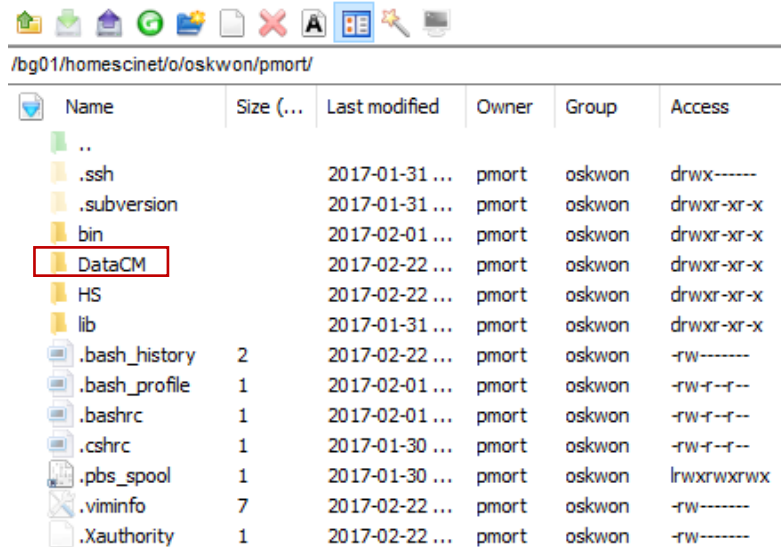 A
/bg01/homescinet/o/oskwon/pmort/
Name Size (... Last modified Owner Group Access
..
.ssh 2017-01-31 ... pmort oskwon drwx------
.subversion 2017-01-31 ... pmort oskwon drwxr-xr-x
bin 2017-02-01 ... pmort oskwon drwxr-xr-x
DataCM 2017-02-22 ... pmort oskwon drwxr-xr-x
HS 2017-02-22 ... pmort oskwon drwxr-xr-x
lib 2017-01-31 ... pmort oskwon drwxr-xr-x
.bash_history 2 2017-02-22 ... pmort oskwon -rw-------
.bash_profile 1 2017-02-01 ... pmort oskwon -rw-r--r--
.bashrc 1 2017-02-01 ... pmort oskwon -rw-r--r--
.cshrc 1 2017-01-30 ... pmort oskwon -rw-r--r--
.pbs_spool 1 2017-01-30 ... pmort oskwon lrwxrwxrwx
.viminfo 7 2017-02-22 ... pmort oskwon -rw-------
.Xauthority 1 2017-02-22 ... pmort oskwon -rw-------